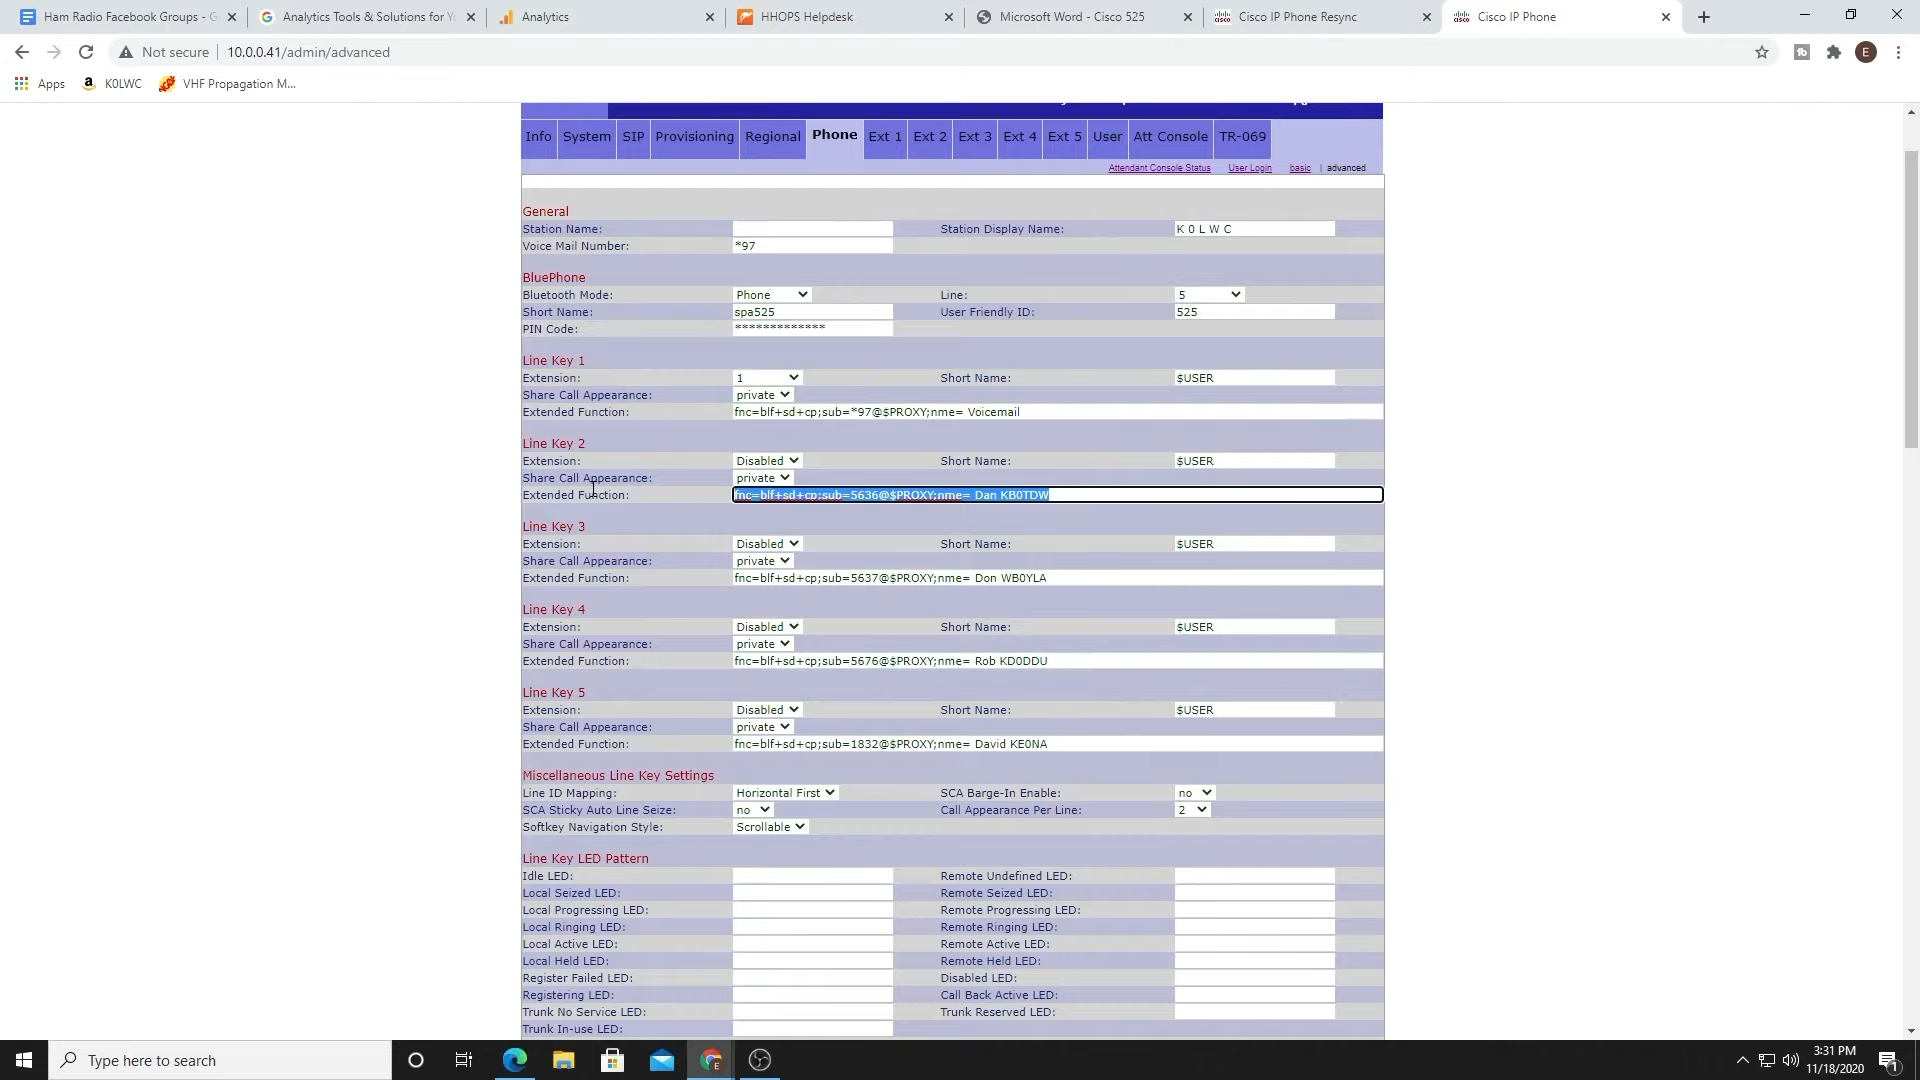 Ham Radio Facebook Groups - G
Analytics Tools & Solutions for Yo
Analytics
HHOPS Helpdesk
Microsoft Word - Cisco 525
Cisco IP Phone Resync
Cisco IP Phone
Not secure
10.0.0.41/admin/advanced
E
Apps
K0LWC
VHF Propagation M...
Info System SIP Provisioning Regional Phone Ext 1 Ext 2 Ext 3 Ext 4 Ext 5 User Att Console TR-069
Attendant Console Status User Login basic | advanced
General
Station Name: Station Display Name: K 0 L W C
Voice Mail Number: *97
BluePhone
Bluetooth Mode: Phone Line: 5
Short Name: spa525 User Friendly ID: 525
PIN Code: *************
Line Key 1
Extension: 1 Short Name: $USER
Share Call Appearance: private
Extended Function: fnc=blf+sd+cp;sub=*97@$PROXY;nme= Voicemail
Line Key 2
Extension: Disabled Short Name: $USER
Share Call Appearance: private
Extended Function: fnc=blf+sd+cp;sub=5636@$PROXY;nme= Dan KB0TDW
Line Key 3
Extension: Disabled Short Name: $USER
Share Call Appearance: private
Extended Function: fnc=blf+sd+cp;sub=5637@$PROXY;nme= Don WB0YLA
Line Key 4
Extension: Disabled Short Name: $USER
Share Call Appearance: private
Extended Function: fnc=blf+sd+cp;sub=5676@$PROXY;nme= Rob KD0DDU
Line Key 5
Extension: Disabled Short Name: $USER
Share Call Appearance: private
Extended Function: fnc=blf+sd+cp;sub=1832@$PROXY;nme= David KE0NA
Miscellaneous Line Key Settings
Line ID Mapping: Horizontal First SCA Barge-In Enable: no
SCA Sticky Auto Line Seize: no Call Appearance Per Line: 2
Softkey Navigation Style: Scrollable
Line Key LED Pattern
Idle LED: Remote Undefined LED:
Local Seized LED: Remote Seized LED:
Local Progressing LED: Remote Progressing LED:
Local Ringing LED: Remote Ringing LED:
Local Active LED: Remote Active LED:
Local Held LED: Remote Held LED:
Register Failed LED: Disabled LED:
Registering LED: Call Back Active LED:
Trunk No Service LED: Trunk Reserved LED:
Trunk In-use LED:
Type here to search
3:31 PM
11/18/2020
1